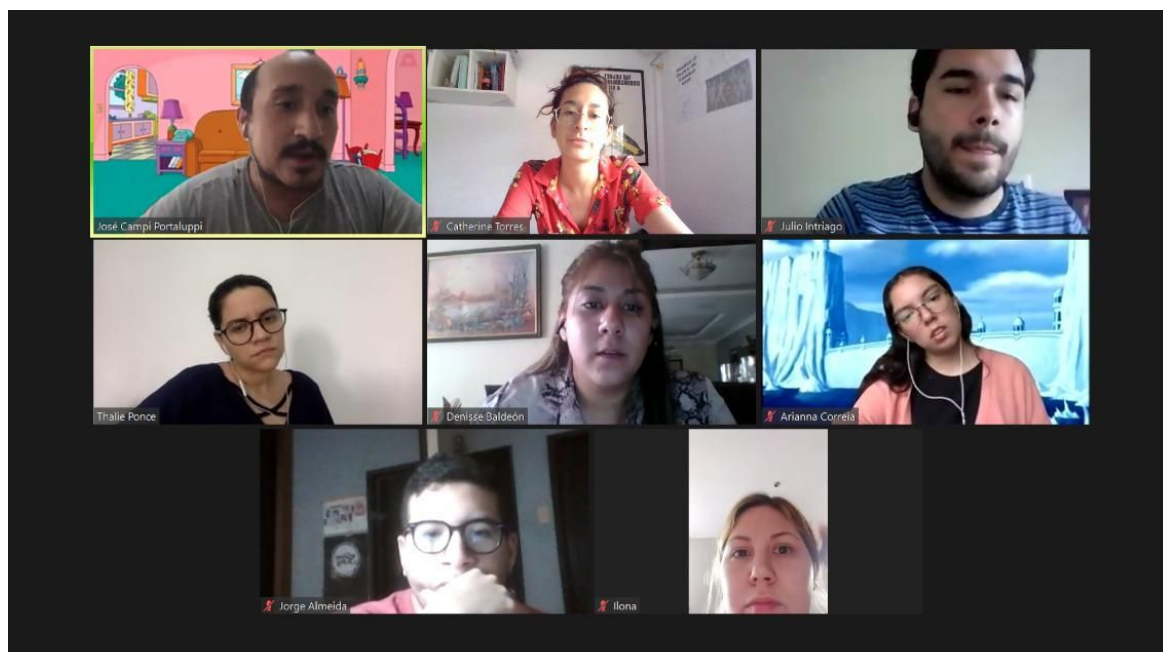 José Campi Portaluppi
Catherine Torres
Julio Intriago
Thalie Ponce
Denisse Baldeón
Arianna Correia
Jorge Almeida
Ilona